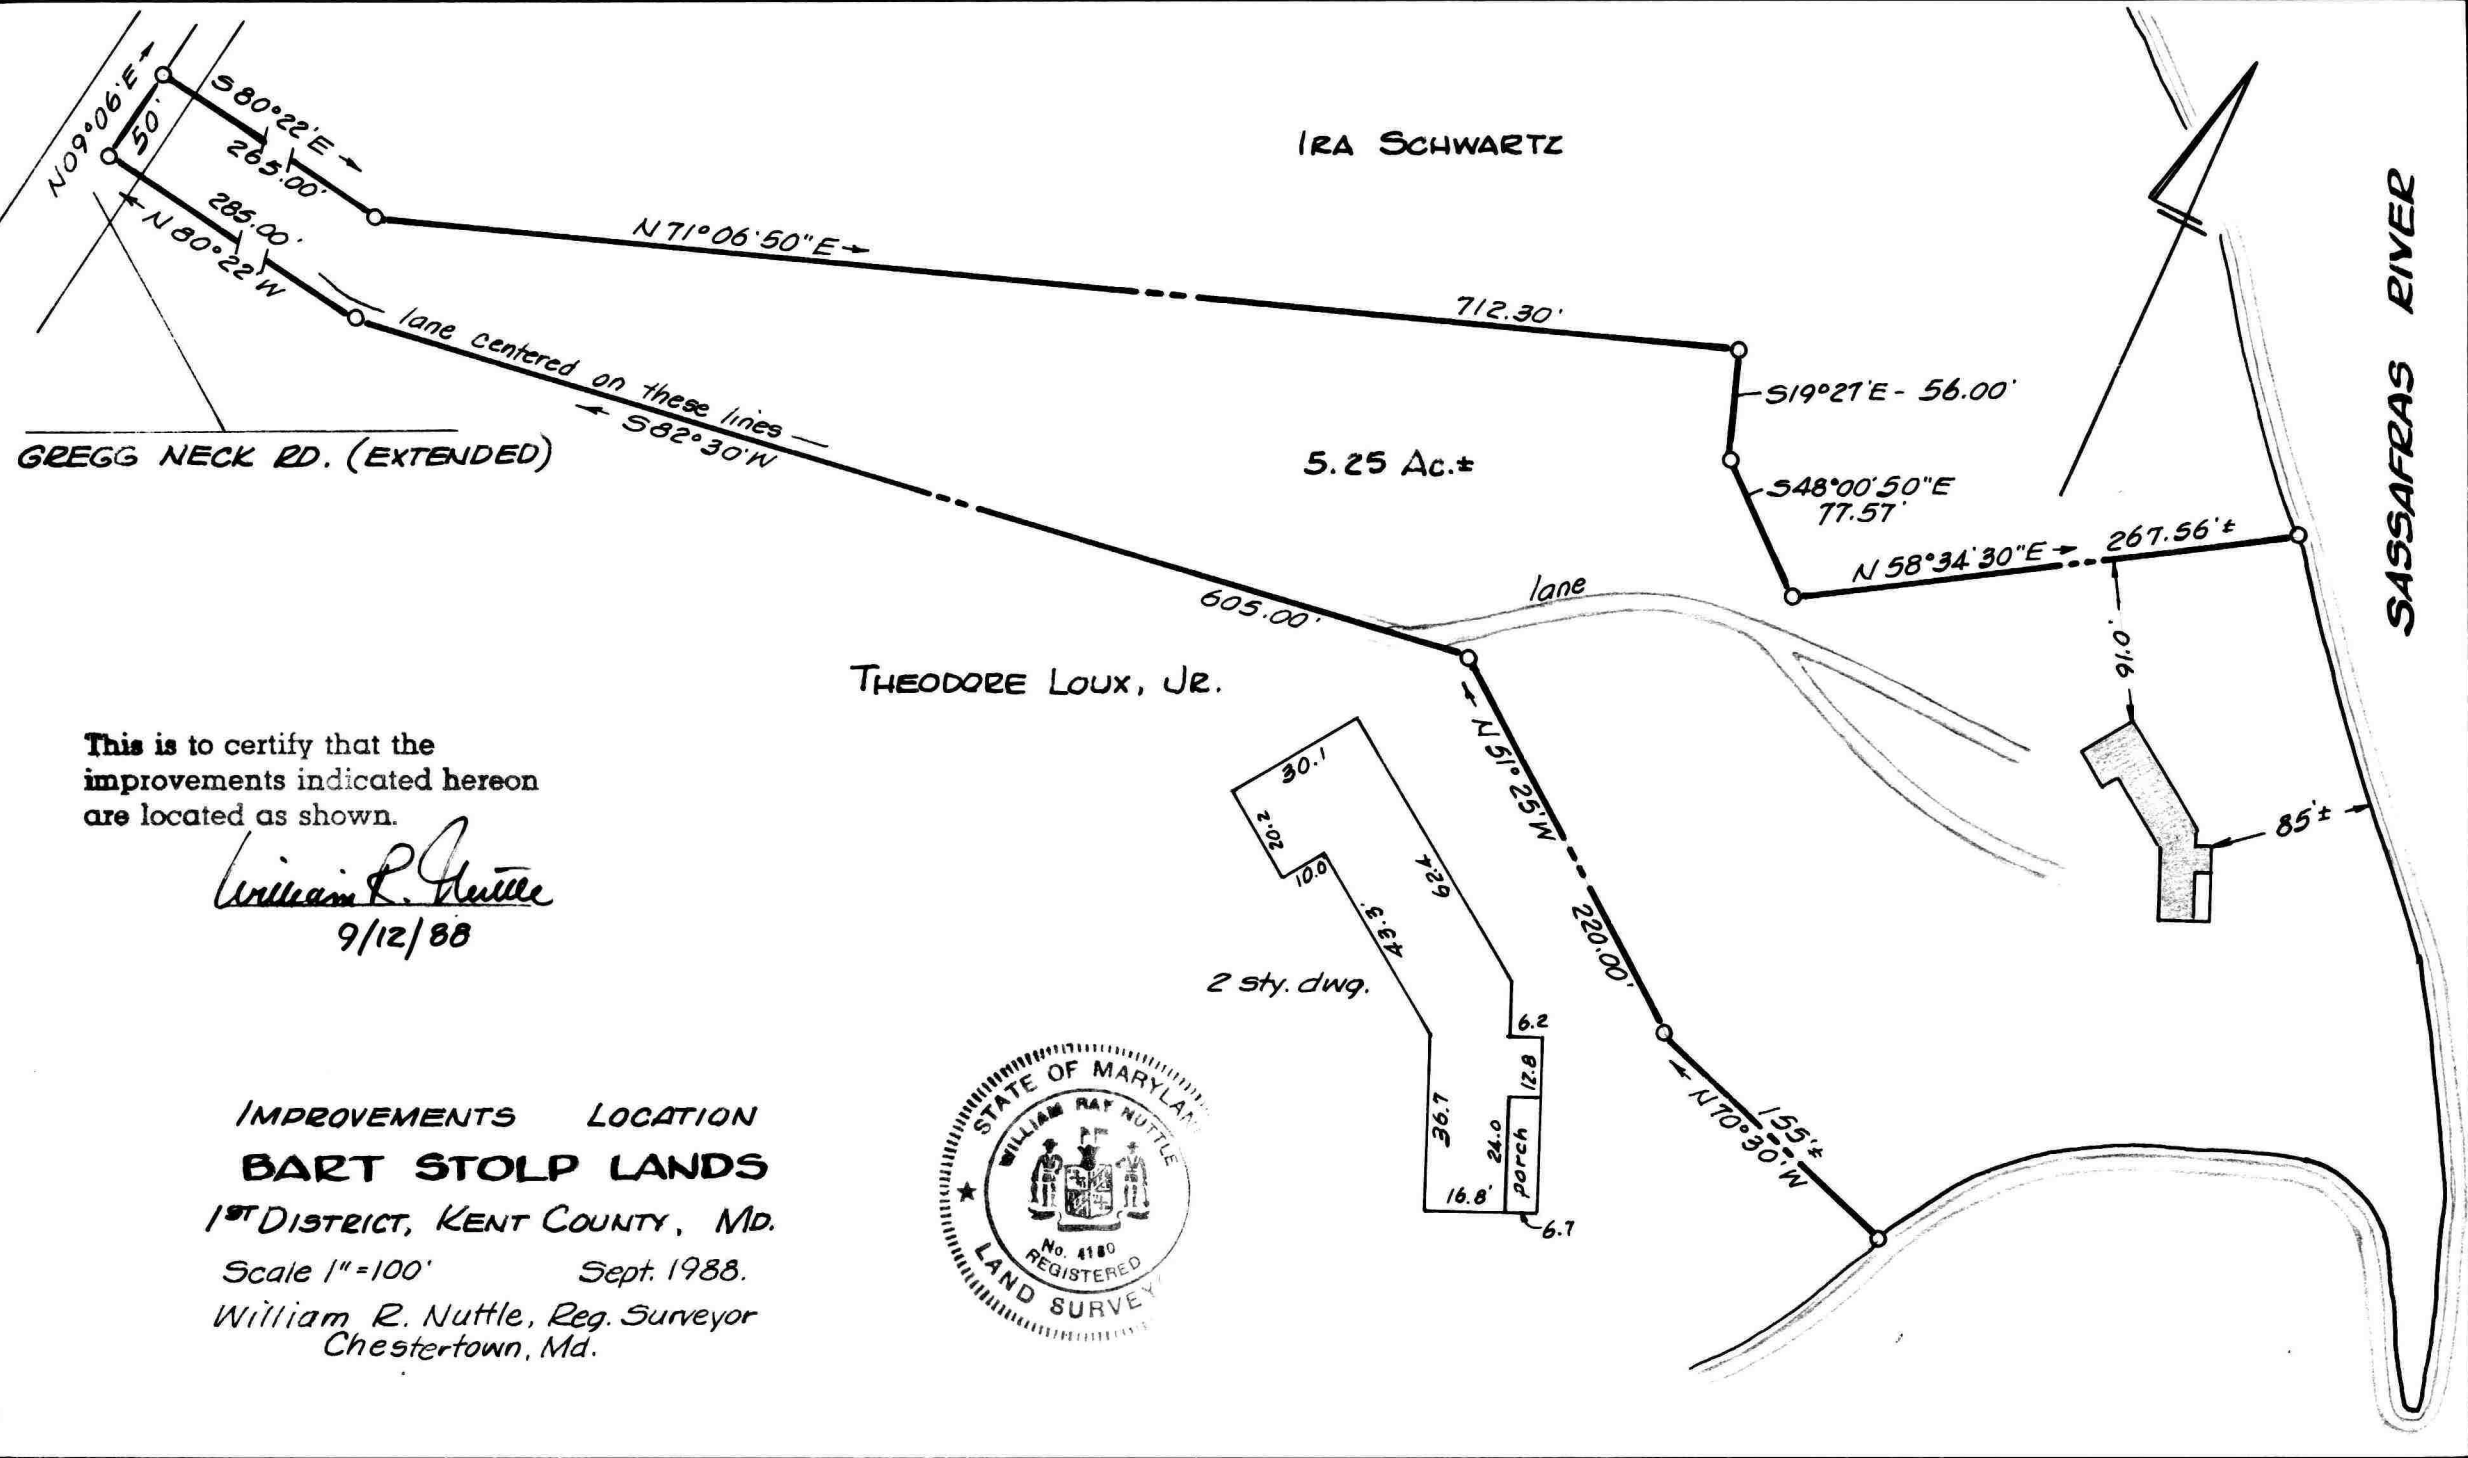 N09°06'E
50'
S80°22'E
265.00'
285.00'
N80°22'W
N71°06'50"E
712.30'
IRA SCHWARTZ
S19°27'E - 56.00'
S48°00'50"E
77.57'
N58°34'30"E
267.56'±
SASSAFRAS RIVER
lane centered on these lines
S82°30'W
605.00'
GREGG NECK RD. (EXTENDED)
5.25 Ac.±
lane
91.0'
85'±
THEODORE LOUX, JR.
N51°25'W
220.00'
N70°30'W
155'±
This is to certify that the
improvements indicated hereon
are located as shown.
William R. Nuttle
9/12/88
30.1
20.2
10.0
62.4
43.3'
2 sty. dwg.
6.2
12.8
36.7
24.0
porch
16.8'
6.7
IMPROVEMENTS LOCATION
BART STOLP LANDS
1ST DISTRICT, KENT COUNTY, MD.
Scale 1"=100' Sept. 1988.
William R. Nuttle, Reg. Surveyor
Chestertown, Md.
STATE OF MARYLAN
WILLIAM RAY NUTTLE
No. 4180
REGISTERED
LAND SURVEY